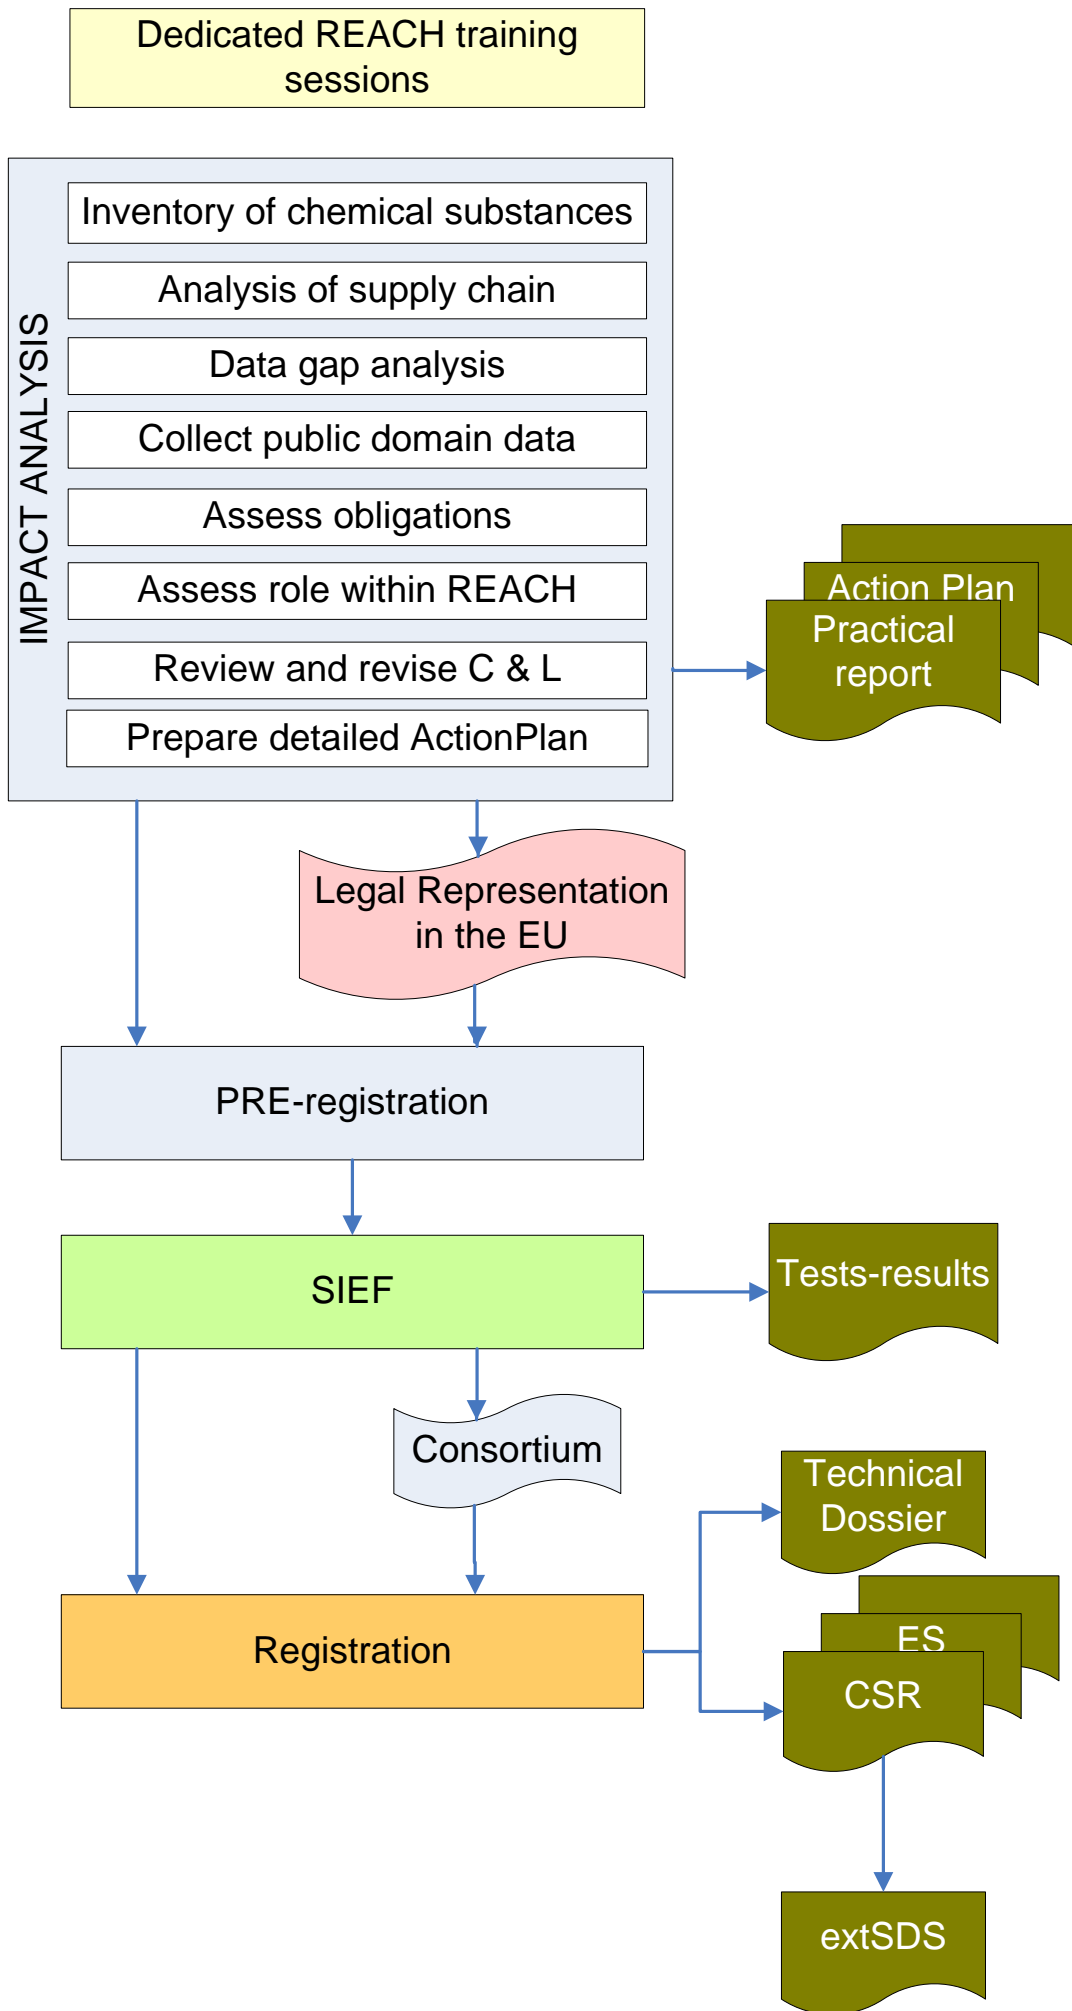 Dedicated REACH training
sessions
IMPACT ANALYSIS
Inventory of chemical substances
Analysis of supply chain
Data gap analysis
Collect public domain data
Assess obligations
Assess role within REACH
Review and revise C & L
Prepare detailed ActionPlan
Action Plan
Practical
report
Legal Representation
in the EU
PRE-registration
SIEF
Tests-results
Consortium
Technical
Dossier
Registration
ES
CSR
extSDS